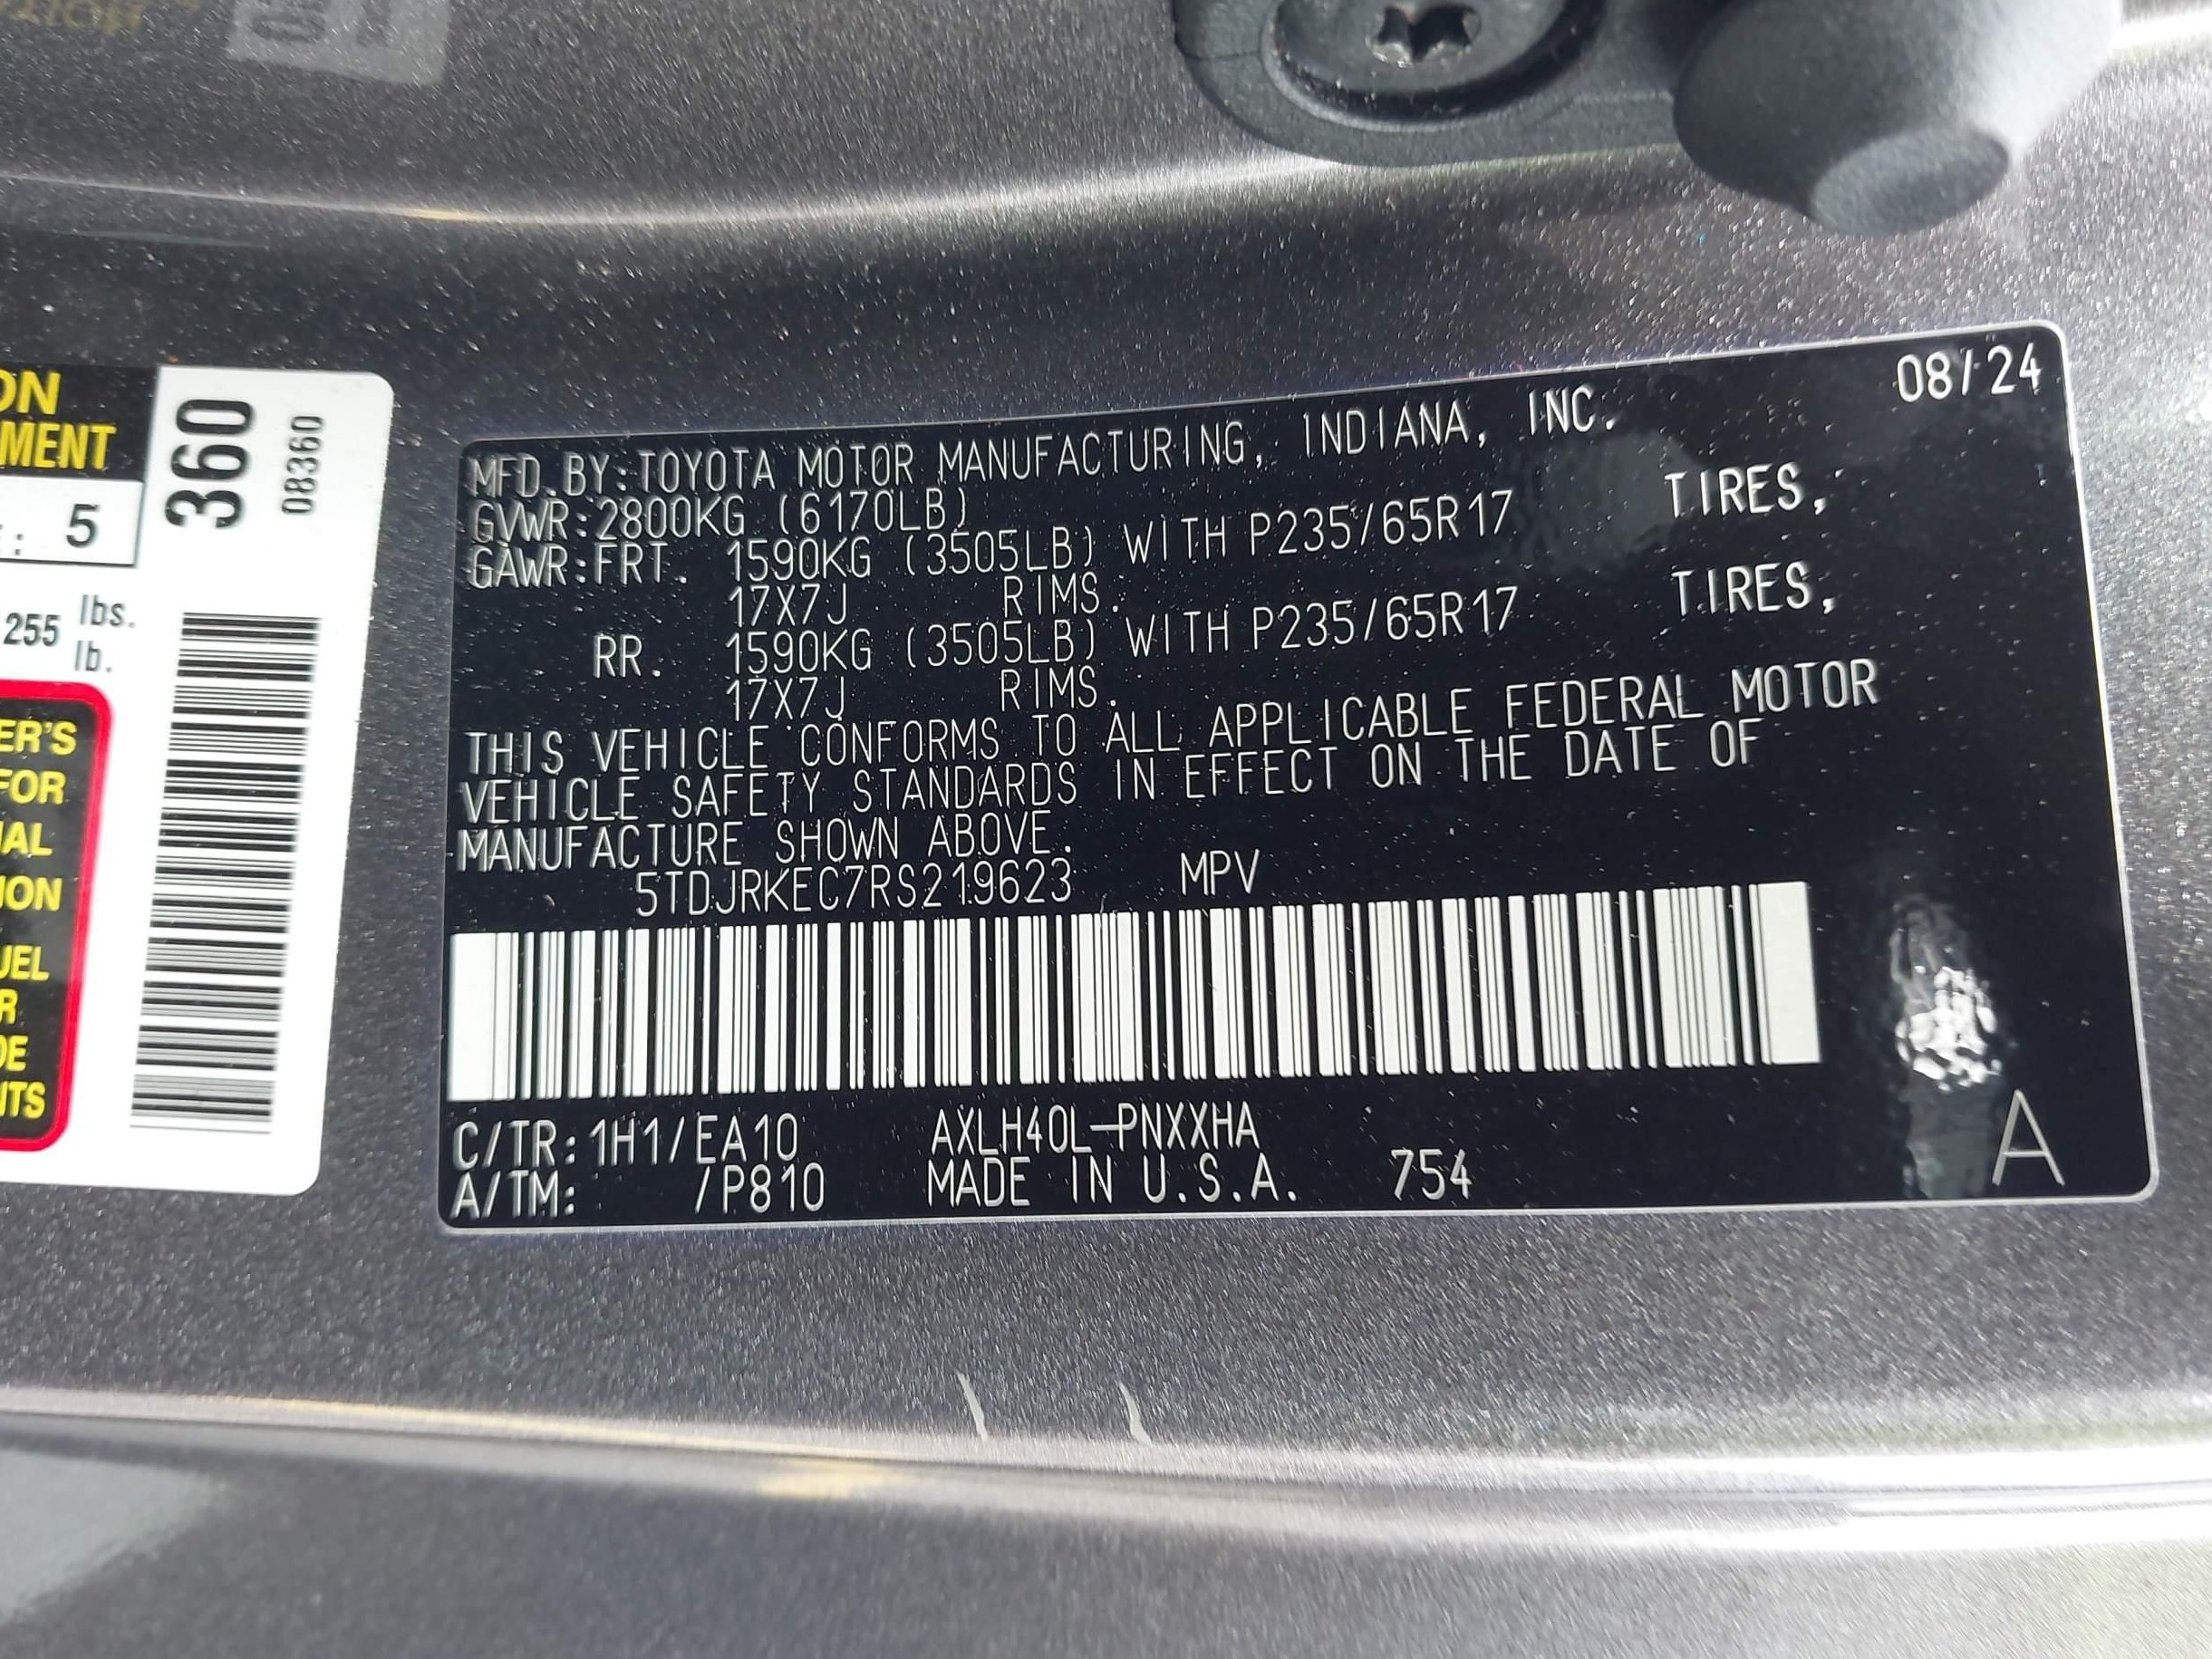 ON
MENT
5
255 lbs.
lb.
ER'S
FOR
ION
UEL
R
DE
NTS
360
08360
08/24
MFD. BY: TOYOTA MOTOR MANUFACTURING, INDIANA, INC.
GVWR: 2800KG (6170LB)
GAWR: FRT. 1590KG (3505LB) WITH P235/65R17 TIRES,
17X7J RIMS.
RR. 1590KG (3505LB) WITH P235/65R17 TIRES,
17X7J RIMS.
THIS VEHICLE CONFORMS TO ALL APPLICABLE FEDERAL MOTOR
VEHICLE SAFETY STANDARDS IN EFFECT ON THE DATE OF
MANUFACTURE SHOWN ABOVE.
5TDJRKEC7RS219623 MPV
C/TR: 1H1/EA10 AXLH40L-PNXXHA
A/TM: /P810 MADE IN U.S.A. 754
A